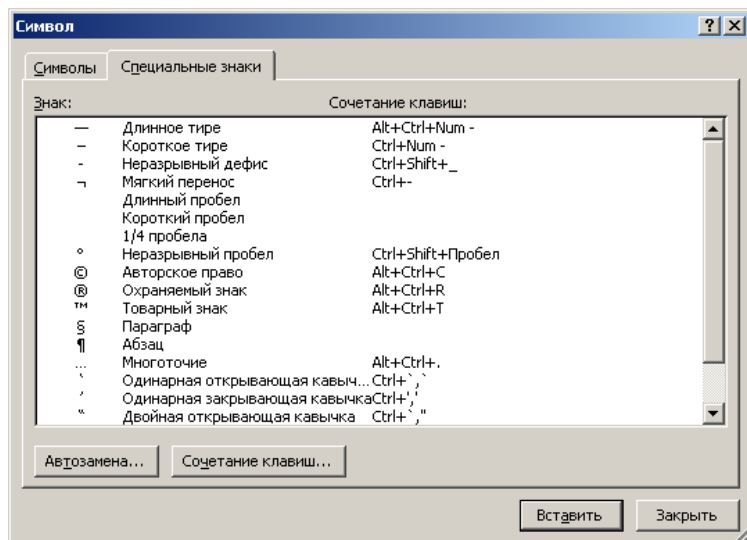 Символ
Символы Специальные знаки
Знак: Сочетание клавиш:
— Длинное тире Alt+Ctrl+Num -
– Короткое тире Ctrl+Num -
- Неразрывный дефис Ctrl+Shift+_
¬ Мягкий перенос Ctrl+-
Длинный пробел
Короткий пробел
1/4 пробела
° Неразрывный пробел Ctrl+Shift+Пробел
© Авторское право Alt+Ctrl+C
® Охраняемый знак Alt+Ctrl+R
™ Товарный знак Alt+Ctrl+T
§ Параграф
¶ Абзац
… Многоточие Alt+Ctrl+.
‘ Одинарная открывающая кавыч... Ctrl+`,`
’ Одинарная закрывающая кавычка Ctrl+','
“ Двойная открывающая кавычка Ctrl+`,"
Автозамена... Сочетание клавиш...
Вставить Закрыть